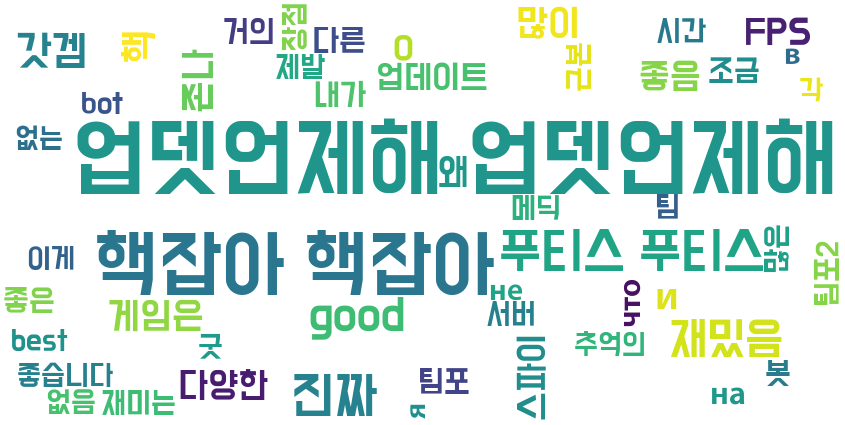 갓겜
핵
거의
장점
다른
O
많이
시간
FPS
B
존나
제발
내가
업데이트
근본
좋음
조금
각
bot
없는
업뎃언제해
왜
업뎃언제해
메딕
팀
핵잡아 핵잡아
푸티스 푸티스
많은
팀포2
이게
좋은
게임은
good
не
서버
что
и
best
굿
추억의
재밌음
좋습니다
다양한
진짜
팀포
스파이
봇
없음
재미는
я
на